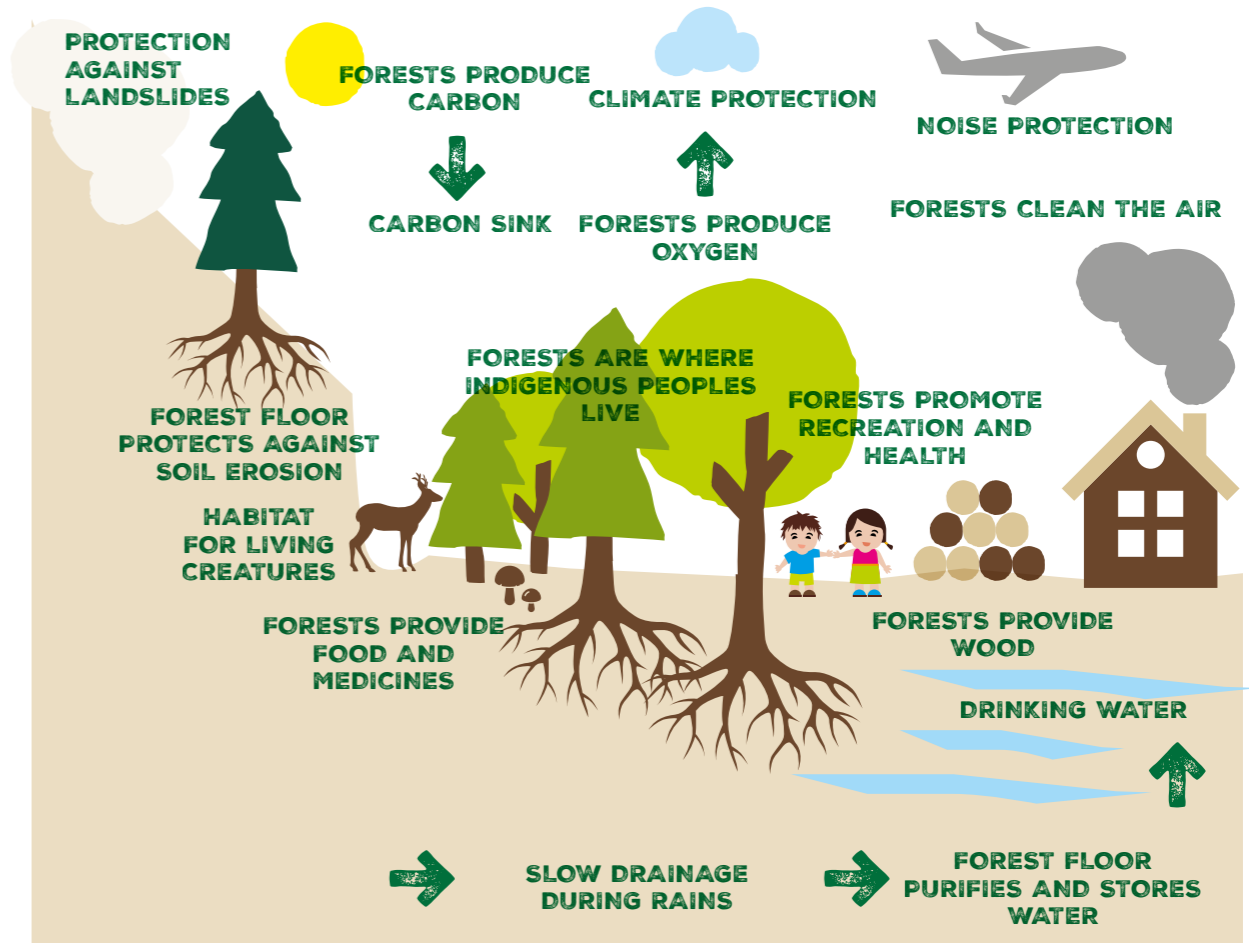 PROTECTION
AGAINST
LANDSLIDES
FORESTS PRODUCE
CARBON
CLIMATE PROTECTION
NOISE PROTECTION
CARBON SINK
FORESTS PRODUCE
OXYGEN
FORESTS CLEAN THE AIR
FORESTS ARE WHERE
INDIGENOUS PEOPLES
LIVE
FORESTS PROMOTE
RECREATION AND
HEALTH
FOREST FLOOR
PROTECTS AGAINST
SOIL EROSION
HABITAT
FOR LIVING
CREATURES
FORESTS PROVIDE
FOOD AND
MEDICINES
FORESTS PROVIDE
WOOD
DRINKING WATER
SLOW DRAINAGE
DURING RAINS
FOREST FLOOR
PURIFIES AND STORES
WATER